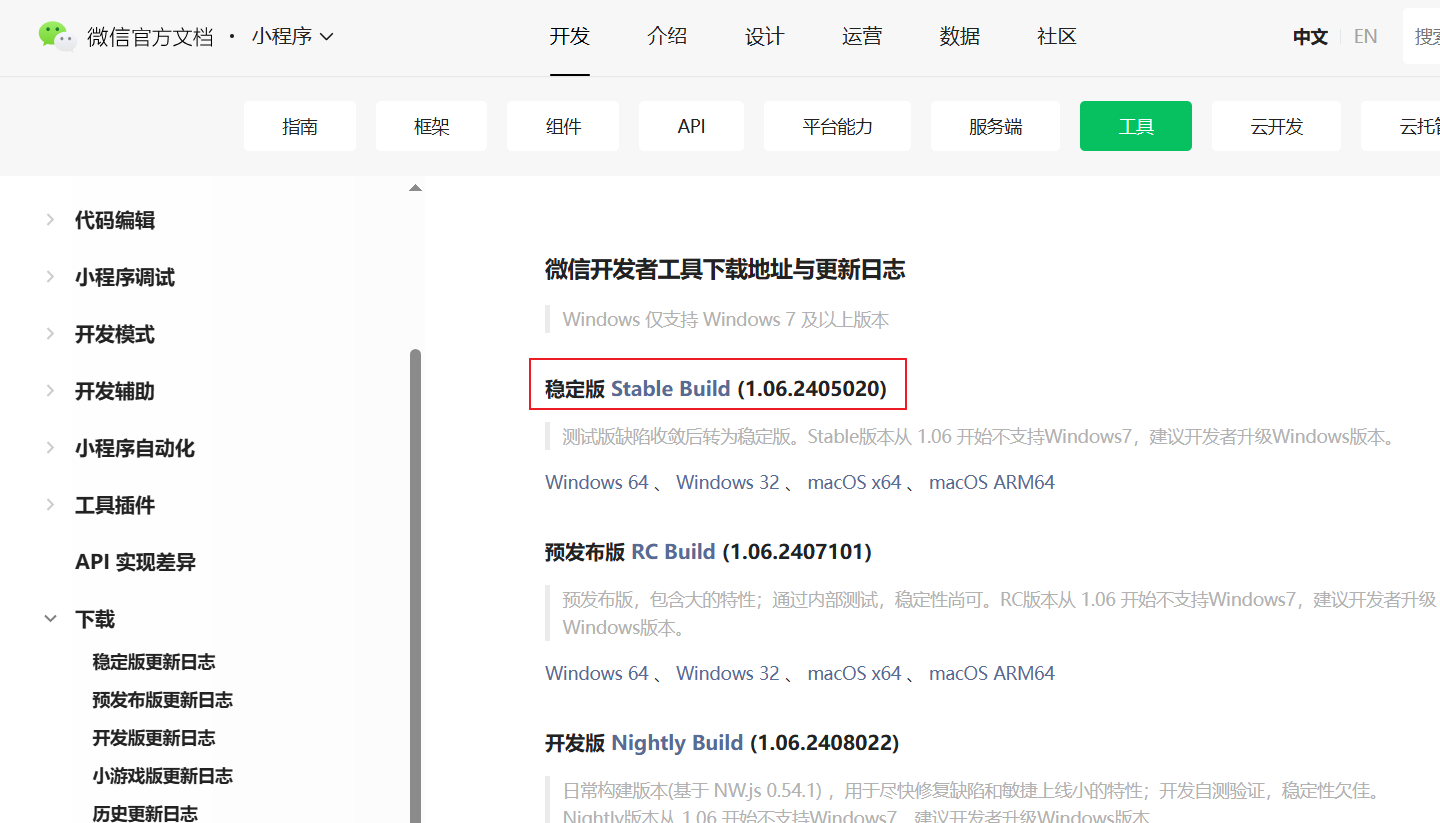 微信官方文档 · 小程序
开发 介绍 设计 运营 数据 社区
中文 EN
指南 框架 组件 API 平台能力 服务端 工具 云开发
代码编辑
小程序调试
开发模式
开发辅助
小程序自动化
工具插件
API 实现差异
下载
稳定版更新日志
预发布版更新日志
开发版更新日志
小游戏版更新日志
历史更新日志
微信开发者工具下载地址与更新日志
Windows 仅支持 Windows 7 及以上版本
稳定版 Stable Build (1.06.2405020)
测试版缺陷收敛后转为稳定版。Stable版本从 1.06 开始不支持Windows7，建议开发者升级Windows版本。
Windows 64 、 Windows 32 、 macOS x64 、 macOS ARM64
预发布版 RC Build (1.06.2407101)
预发布版，包含大的特性；通过内部测试，稳定性尚可。RC版本从 1.06 开始不支持Windows7，建议开发者升级
Windows版本。
Windows 64 、 Windows 32 、 macOS x64 、 macOS ARM64
开发版 Nightly Build (1.06.2408022)
日常构建版本(基于 NW.js 0.54.1) ，用于尽快修复缺陷和敏捷上线小的特性；开发自测验证，稳定性欠佳。
Nightly版本从 1.06 开始不支持Windows7，建议开发者升级Windows版本